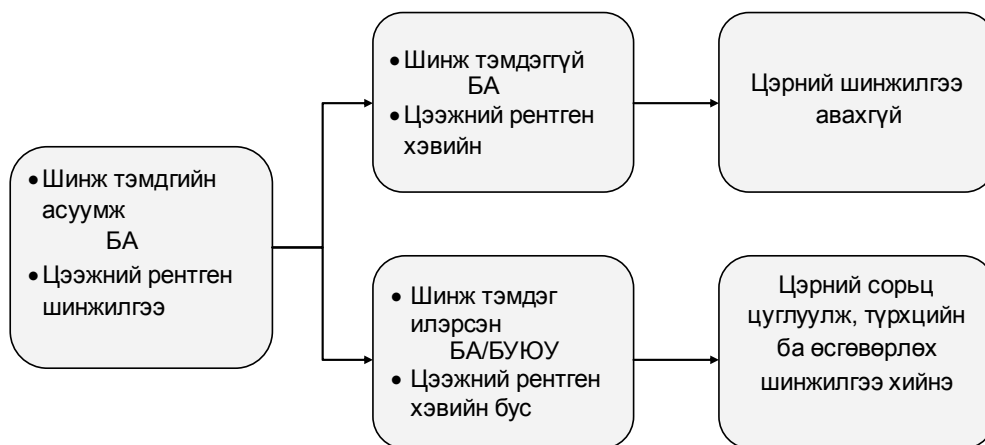 • Шинж тэмдгийн
асуумж
БА
• Цээжний рентген
шинжилгээ
• Шинж тэмдэггүй
БА
• Цээжний рентген
хэвийн
Цэрний шинжилгээ
авахгүй
• Шинж тэмдэг
илэрсэн
БА/БУЮУ
• Цээжний рентген
хэвийн бус
Цэрний сорьц
цуглуулж, түрхцийн
ба өсгөвөрлөх
шинжилгээ хийнэ